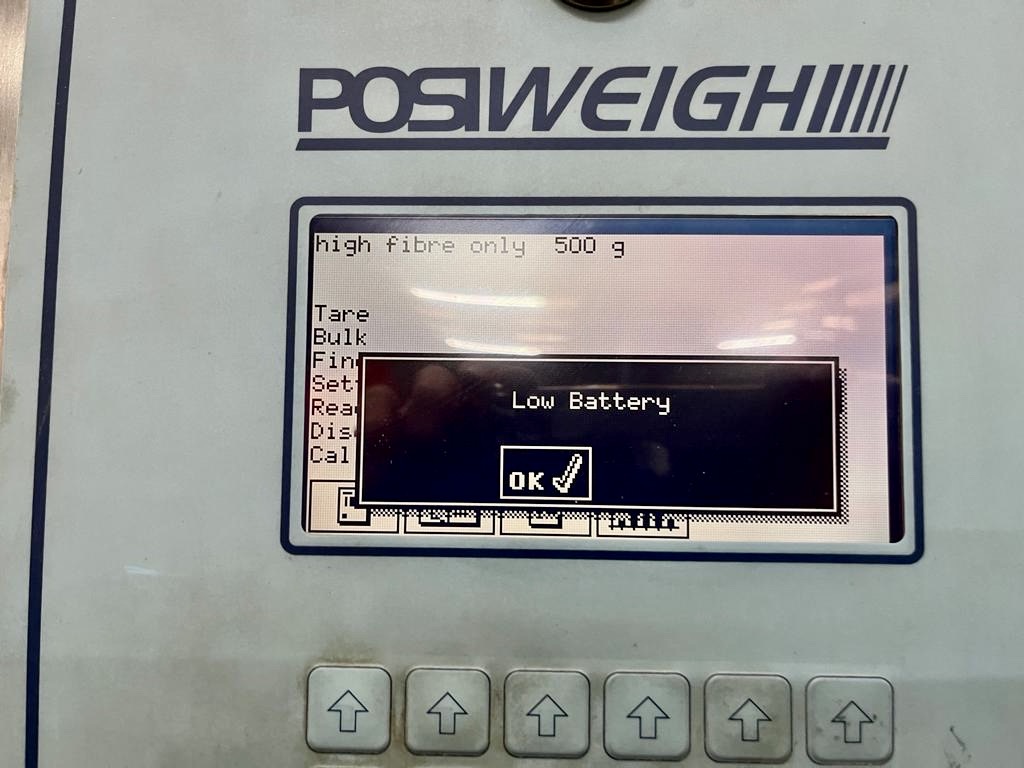 POSIWEIGH
high fibre only 500 g
Tare
Bulk
Low Battery
OK
Cal